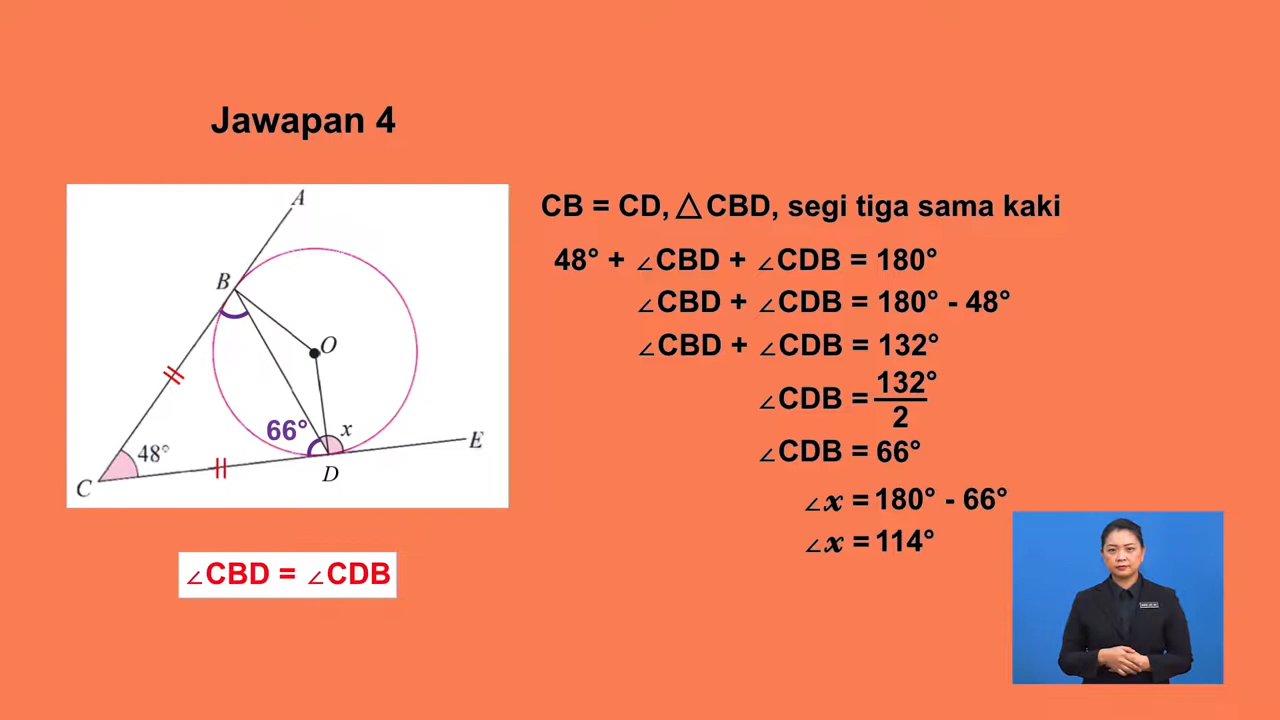 Jawapan 4
A
B
O
66°
x
48°
E
C
D
∠CBD = ∠CDB
CB = CD, △CBD, segi tiga sama kaki
48° + ∠CBD + ∠CDB = 180°
∠CBD + ∠CDB = 180° - 48°
∠CBD + ∠CDB = 132°
∠CDB = 132°/2
∠CDB = 66°
∠x = 180° - 66°
∠x = 114°